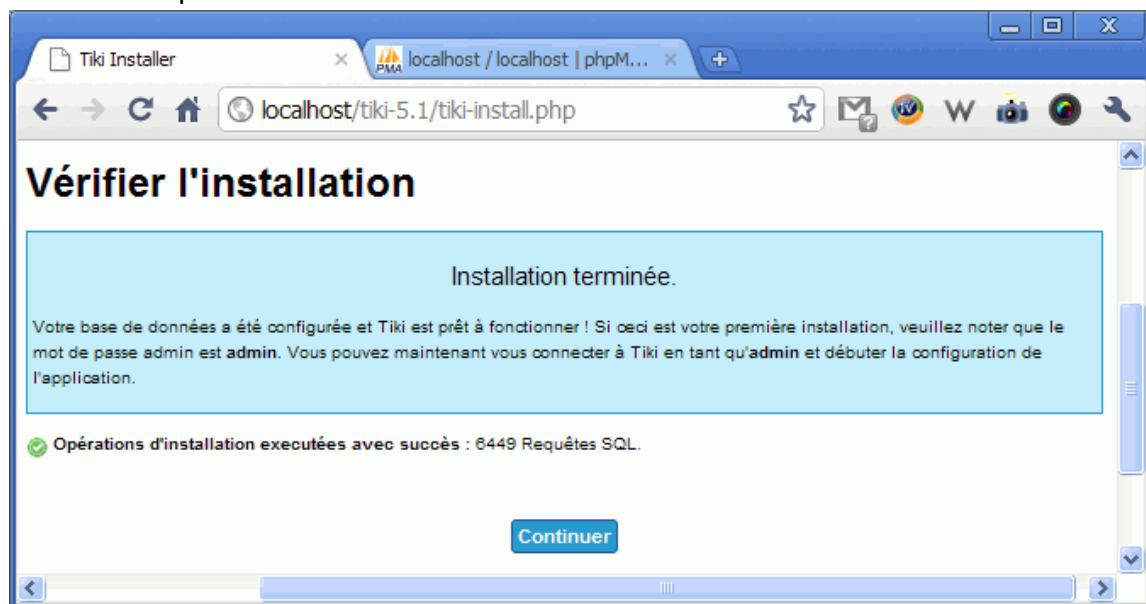 Tiki Installer
PMA localhost / localhost | phpM...
localhost/tiki-5.1/tiki-install.php
Vérifier l'installation
Installation terminée.
Votre base de données a été configurée et Tiki est prêt à fonctionner ! Si ceci est votre première installation, veuillez noter que le
mot de passe admin est admin. Vous pouvez maintenant vous connecter à Tiki en tant qu'admin et débuter la configuration de
l'application.
Opérations d'installation executées avec succès : 6449 Requêtes SQL.
Continuer